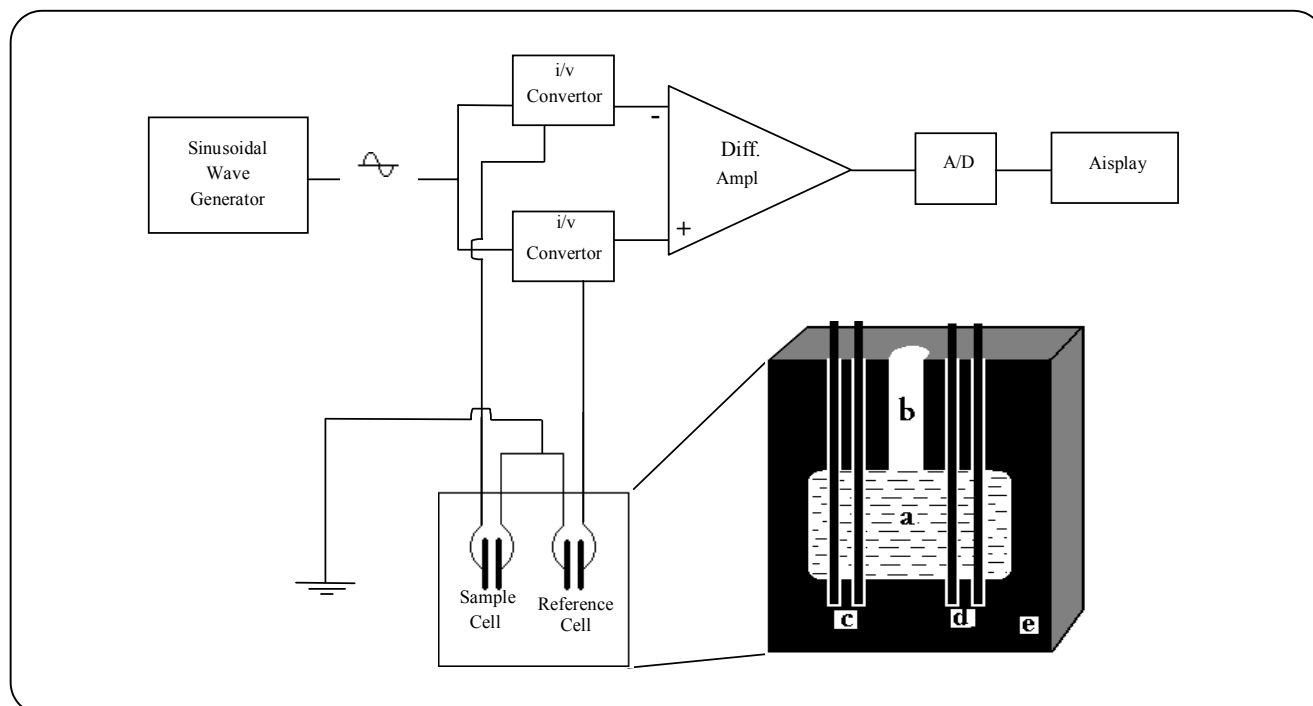 i/v
Convertor
Sinusoidal
Wave
Generator
-
Diff.
Ampl
A/D
Aisplay
i/v
Convertor
+
b
a
Sample
Cell
Reference
Cell
c
d
e